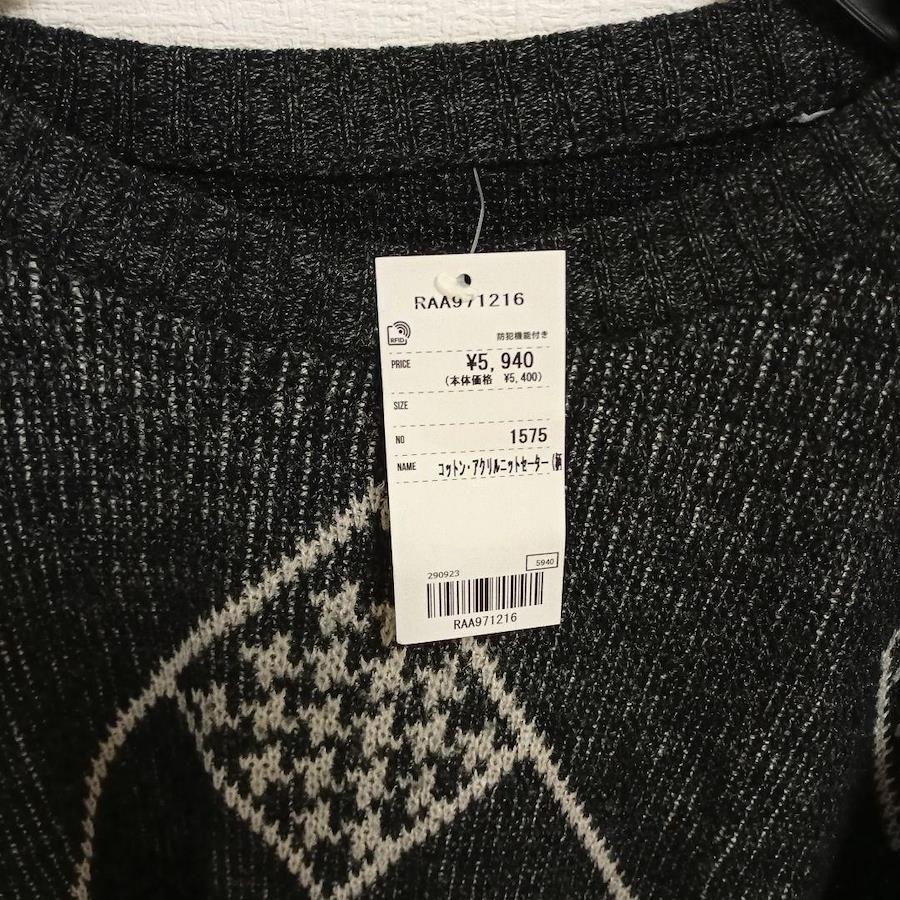 RAA971216
RFID
防犯機能付き
PRICE ¥5,940
(本体価格 ¥5,400)
SIZE
NO 1575
NAME コットン・アクリルニットセーター(柄
5940
290923
RAA971216